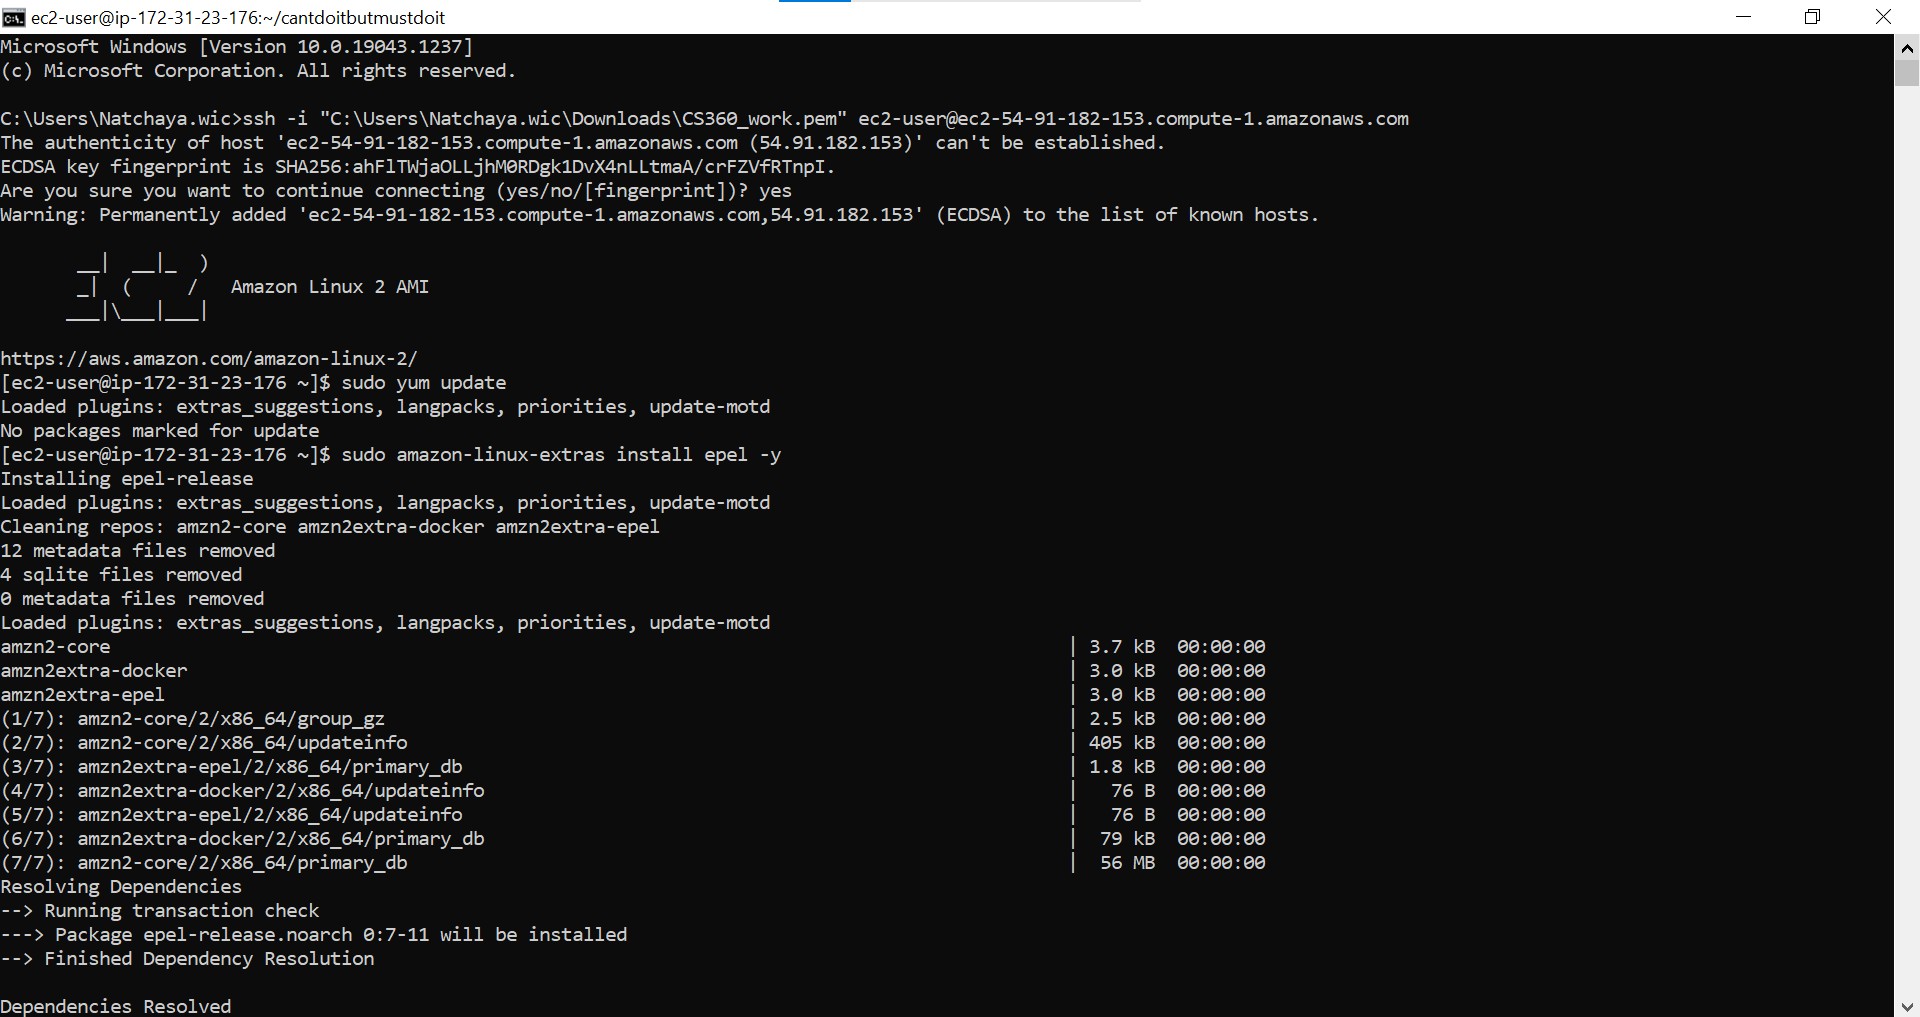 ec2-user@ip-172-31-23-176:~/cantdoitbutmustdoit
Microsoft Windows [Version 10.0.19043.1237]
(c) Microsoft Corporation. All rights reserved.
C:\Users\Natchaya.wic>ssh -i "C:\Users\Natchaya.wic\Downloads\CS360_work.pem" ec2-user@ec2-54-91-182-153.compute-1.amazonaws.com
The authenticity of host 'ec2-54-91-182-153.compute-1.amazonaws.com (54.91.182.153)' can't be established.
ECDSA key fingerprint is SHA256:ahFlTWjaOLLjhM0RDgk1DvX4nLLtmaA/crFZVfRTnpI.
Are you sure you want to continue connecting (yes/no/[fingerprint])? yes
Warning: Permanently added 'ec2-54-91-182-153.compute-1.amazonaws.com,54.91.182.153' (ECDSA) to the list of known hosts.
       __|  __|_  )
       _|  (     /   Amazon Linux 2 AMI
      ___|\___|___|
https://aws.amazon.com/amazon-linux-2/
[ec2-user@ip-172-31-23-176 ~]$ sudo yum update
Loaded plugins: extras_suggestions, langpacks, priorities, update-motd
No packages marked for update
[ec2-user@ip-172-31-23-176 ~]$ sudo amazon-linux-extras install epel -y
Installing epel-release
Loaded plugins: extras_suggestions, langpacks, priorities, update-motd
Cleaning repos: amzn2-core amzn2extra-docker amzn2extra-epel
12 metadata files removed
4 sqlite files removed
0 metadata files removed
Loaded plugins: extras_suggestions, langpacks, priorities, update-motd
amzn2-core | 3.7 kB  00:00:00
amzn2extra-docker | 3.0 kB  00:00:00
amzn2extra-epel | 3.0 kB  00:00:00
(1/7): amzn2-core/2/x86_64/group_gz | 2.5 kB  00:00:00
(2/7): amzn2-core/2/x86_64/updateinfo | 405 kB  00:00:00
(3/7): amzn2extra-epel/2/x86_64/primary_db | 1.8 kB  00:00:00
(4/7): amzn2extra-docker/2/x86_64/updateinfo |   76 B  00:00:00
(5/7): amzn2extra-epel/2/x86_64/updateinfo |   76 B  00:00:00
(6/7): amzn2extra-docker/2/x86_64/primary_db |  79 kB  00:00:00
(7/7): amzn2-core/2/x86_64/primary_db |  56 MB  00:00:00
Resolving Dependencies
--> Running transaction check
---> Package epel-release.noarch 0:7-11 will be installed
--> Finished Dependency Resolution
Dependencies Resolved